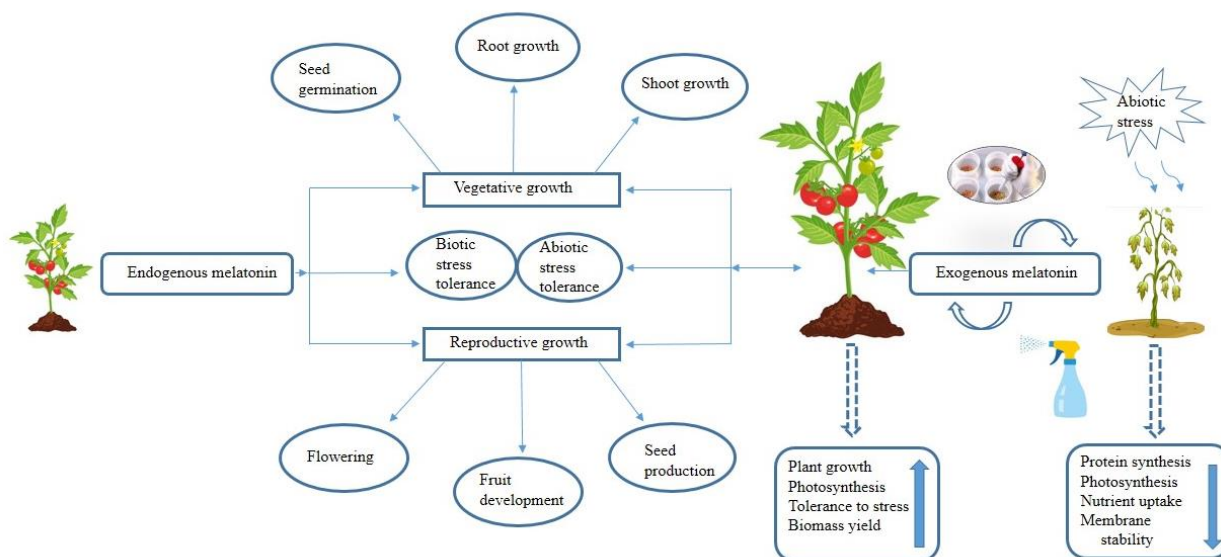 Root growth
Seed
germination
Shoot growth
Abiotic
stress
Vegetative growth
Biotic
stress
tolerance
Abiotic
stress
tolerance
Endogenous melatonin
Exogenous melatonin
Reproductive growth
Flowering
Fruit
development
Seed
production
Plant growth
Photosynthesis
Tolerance to stress
Biomass yield
Protein synthesis
Photosynthesis
Nutrient uptake
Membrane
stability